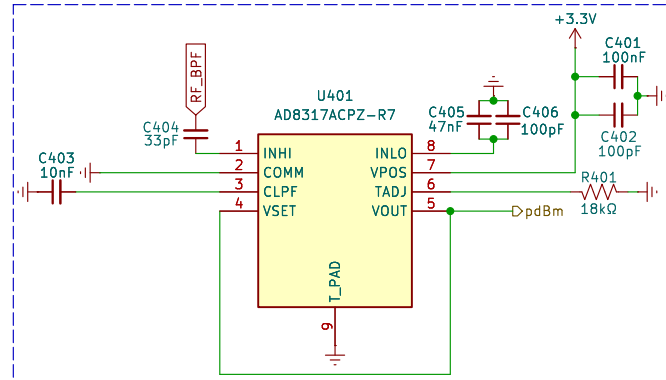 +3.3V
C401
100nF
C402
100pF
RF_BPF
C404
33pF
U401
AD8317ACPZ-R7
C405
47nF
C406
100pF
C403
10nF
1
INHI
2
COMM
3
CLPF
4
VSET
INLO
8
VPOS
7
TADJ
6
VOUT
5
R401
18kΩ
pdBm
T_PAD
9